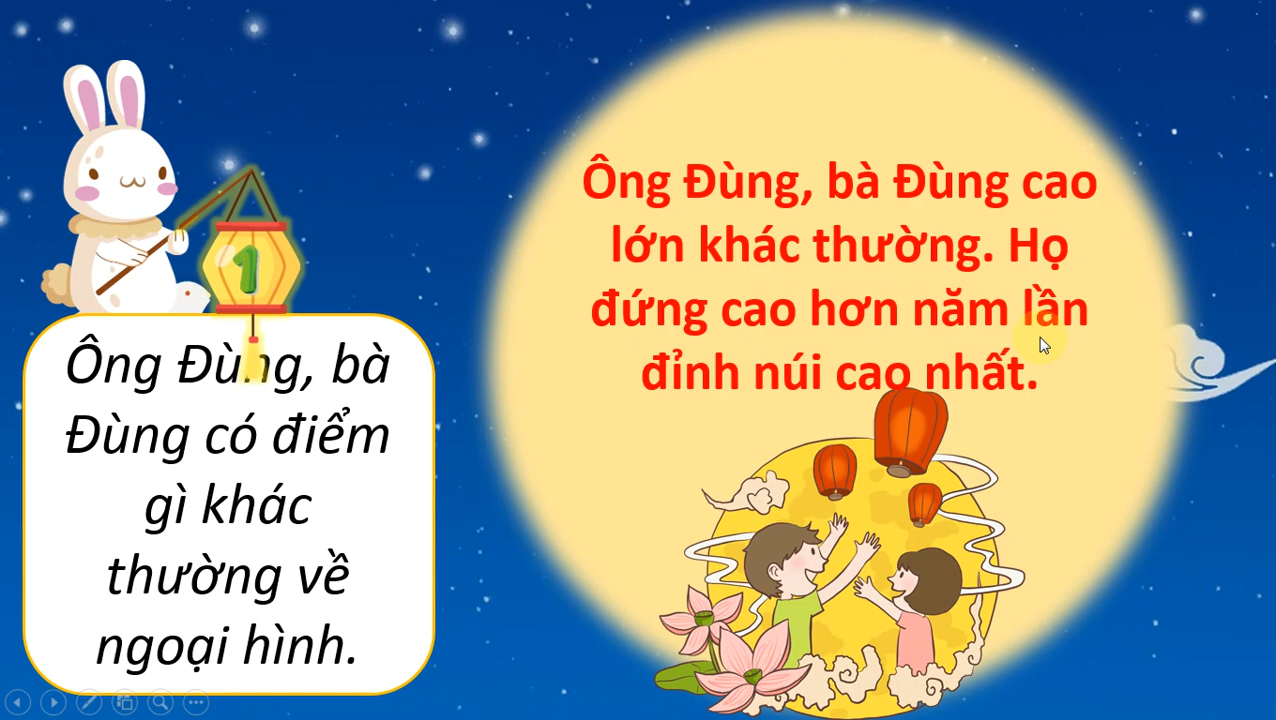 1
Ông Đùng, bà
Đùng có điểm
gì khác
thường về
ngoại hình.
Ông Đùng, bà Đùng cao
lớn khác thường. Họ
đứng cao hơn năm lần
đỉnh núi cao nhất.